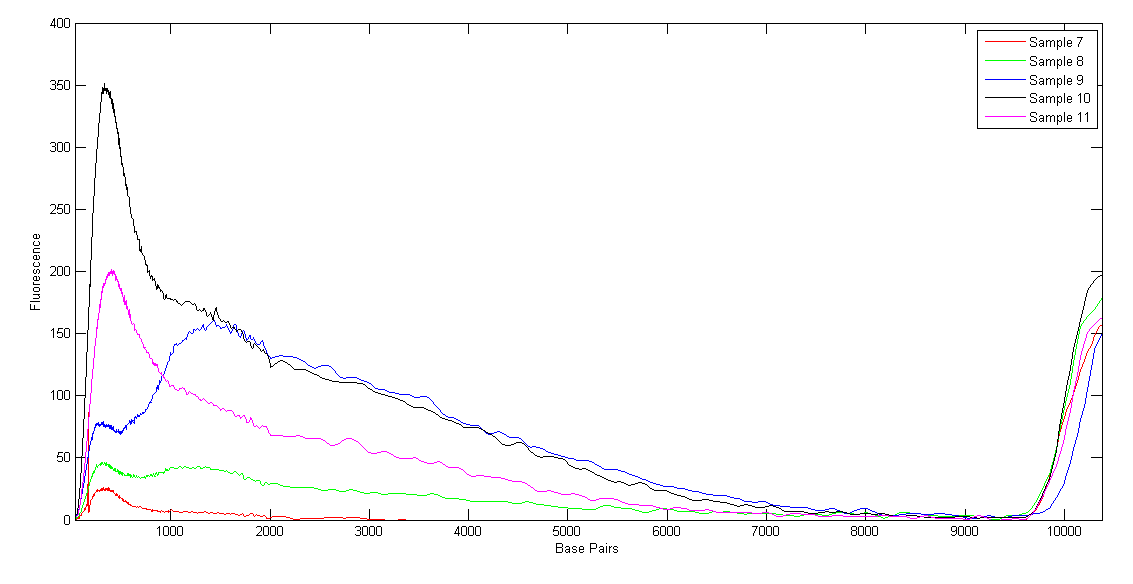 400
350
300
250
200
150
100
50
0
Fluorescence
1000
2000
3000
4000
5000
6000
7000
8000
9000
10000
Base Pairs
Sample 7
Sample 8
Sample 9
Sample 10
Sample 11